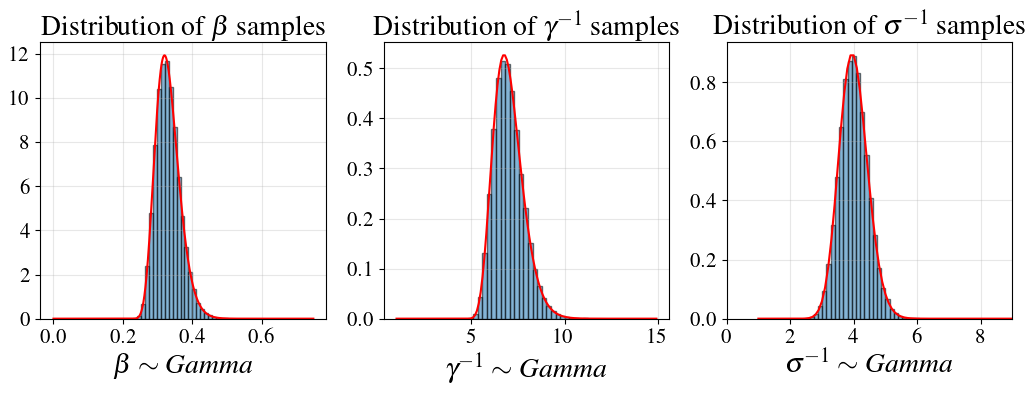 Distribution of β samples
12
10
8
6
4
2
0
0.0 0.2 0.4 0.6
β ∼ Gamma
Distribution of γ⁻¹ samples
0.5
0.4
0.3
0.2
0.1
0.0
5 10 15
γ⁻¹ ∼ Gamma
Distribution of σ⁻¹ samples
0.8
0.6
0.4
0.2
0.0
0 2 4 6 8
σ⁻¹ ∼ Gamma